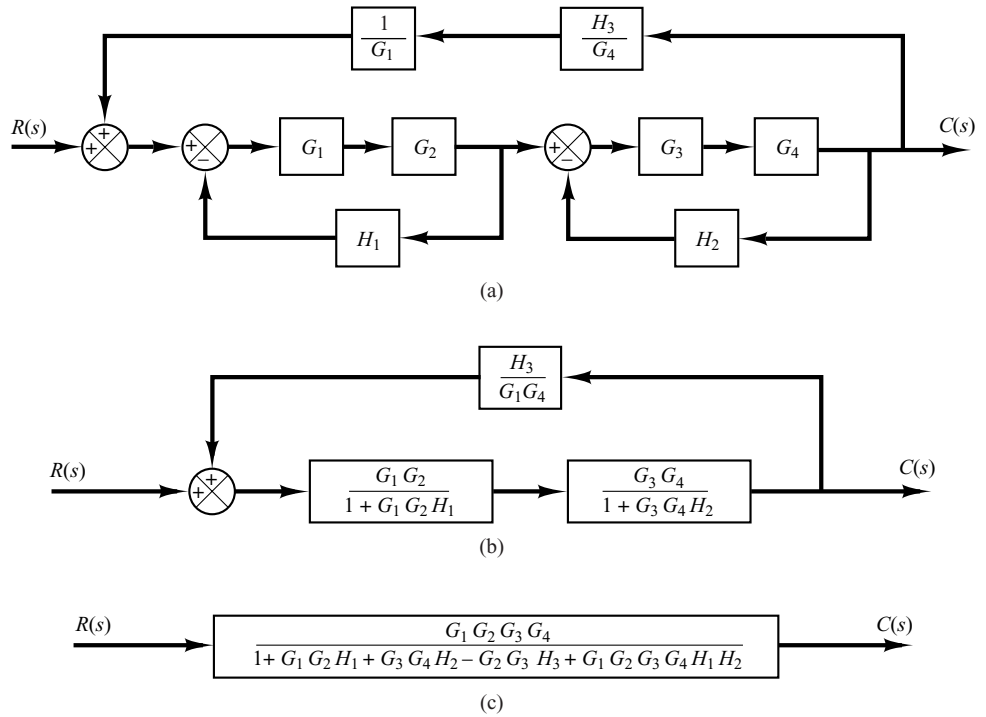 1
G1
H3
G4
R(s)
+
+
+
-
G1
G2
+
-
G3
G4
C(s)
H1
H2
(a)
H3
G1G4
R(s)
+
+
G1 G2
1 + G1 G2 H1
G3 G4
1 + G3 G4 H2
C(s)
(b)
R(s)
G1 G2 G3 G4
1+ G1 G2 H1 + G3 G4 H2 – G2 G3 H3 + G1 G2 G3 G4 H1 H2
C(s)
(c)